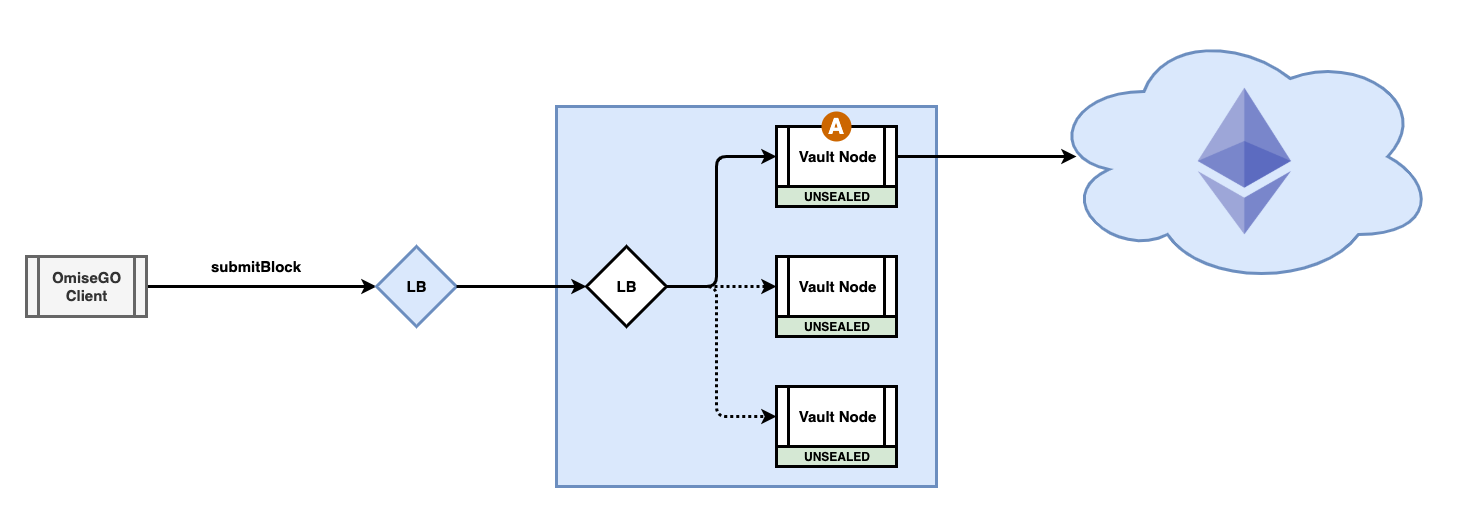 A
Vault Node
UNSEALED
OmiseGO
Client
submitBlock
LB
LB
Vault Node
UNSEALED
Vault Node
UNSEALED